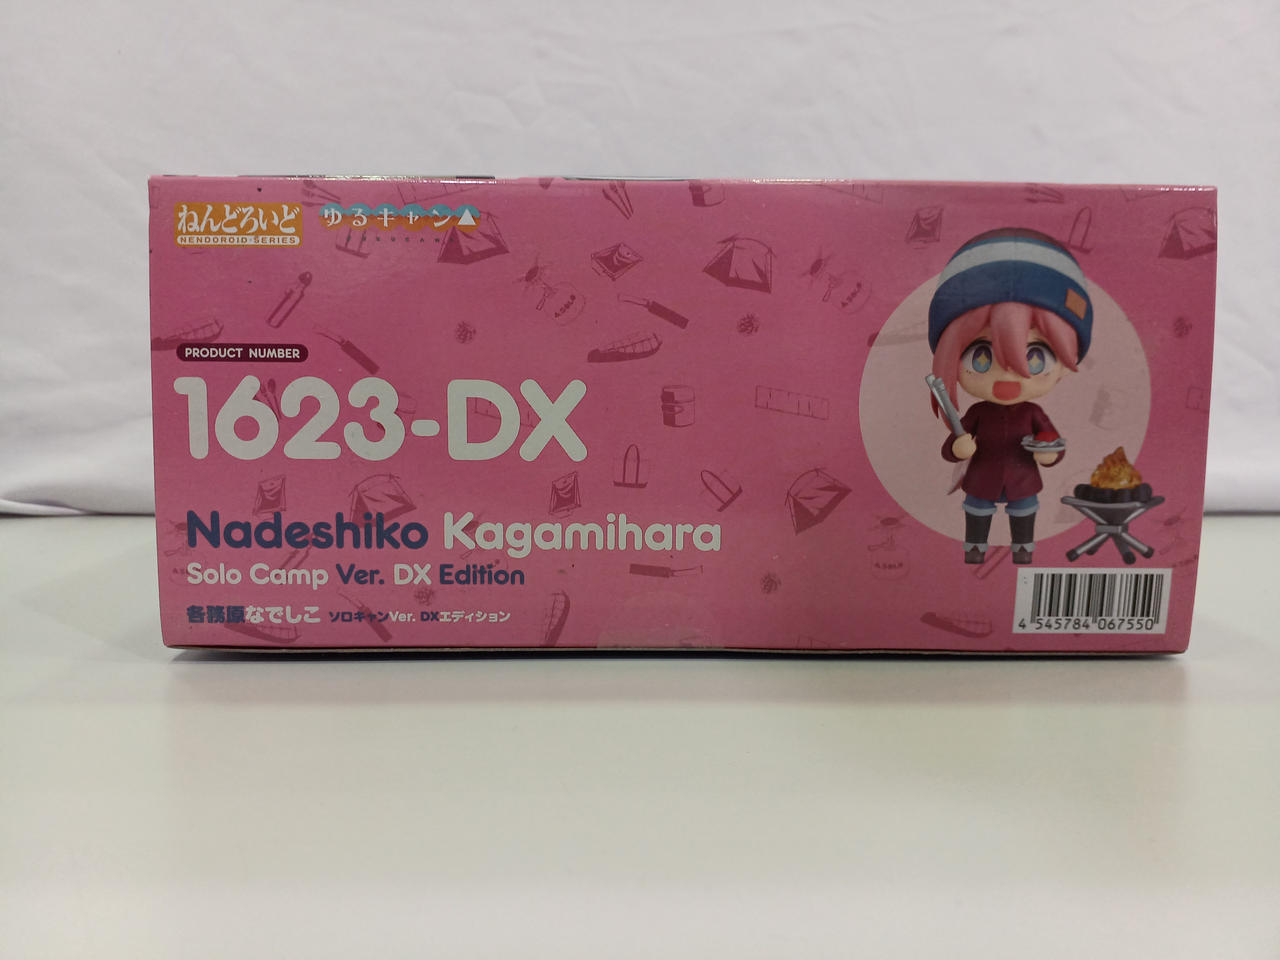 ねんどろいど
NENDOROID SERIES
ゆるキャン△
PRODUCT NUMBER
1623-DX
Nadeshiko Kagamihara
Solo Camp Ver. DX Edition
各務原なでしこ ソロキャンVer. DXエディション
4 545784 067550